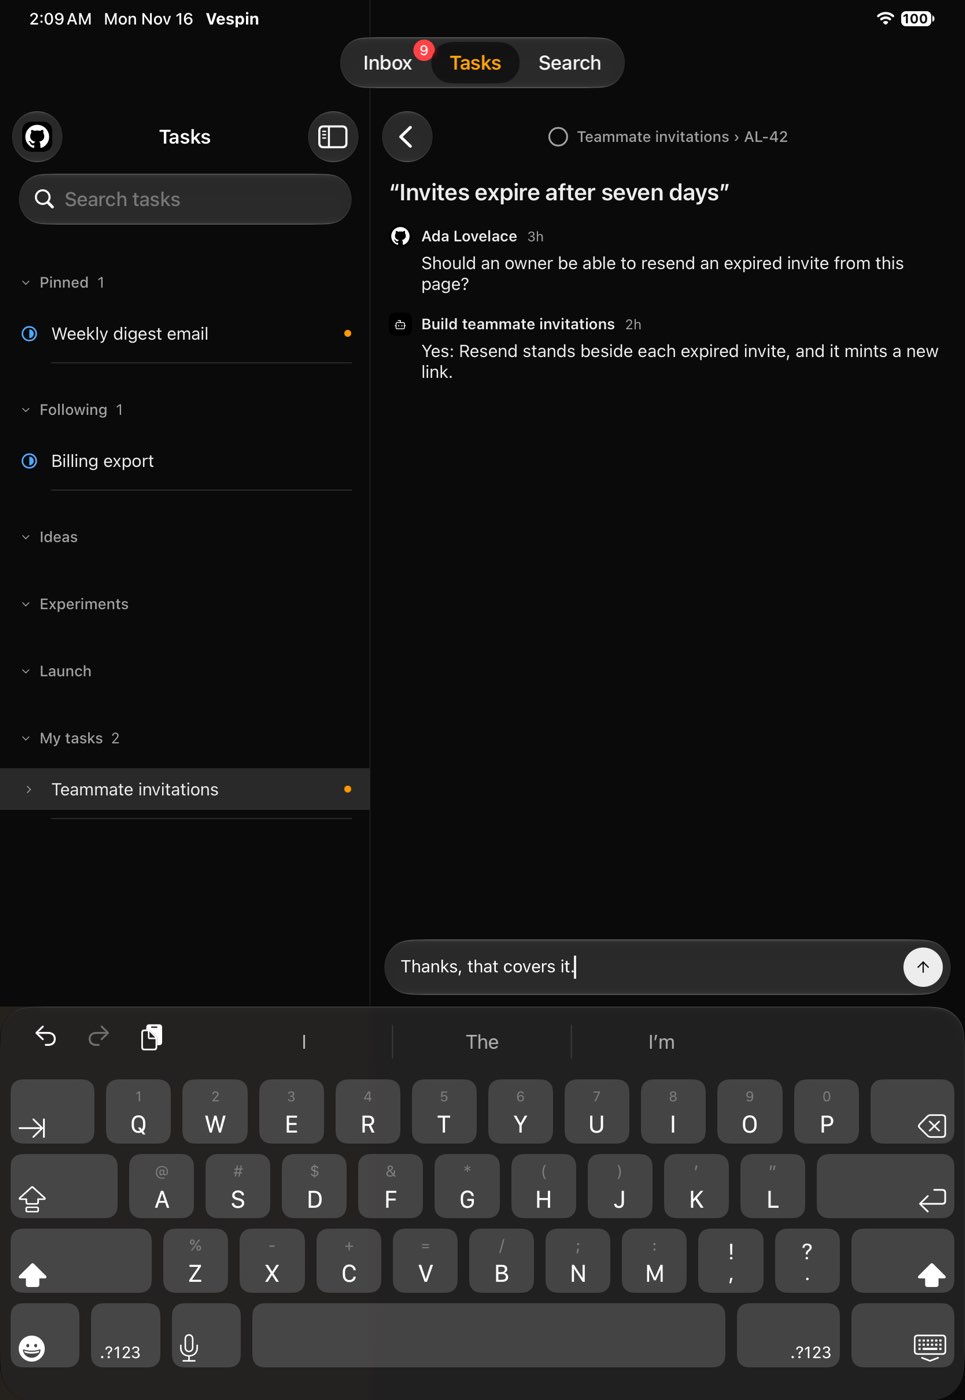 2:09 AM Mon Nov 16 Vespin
100
Inbox 9 Tasks Search
Tasks
Search tasks
Pinned 1
Weekly digest email
Following 1
Billing export
Ideas
Experiments
Launch
My tasks 2
Teammate invitations
Teammate invitations › AL-42
“Invites expire after seven days”
Ada Lovelace 3h
Should an owner be able to resend an expired invite from this
page?
Build teammate invitations 2h
Yes: Resend stands beside each expired invite, and it mints a new
link.
Thanks, that covers it.
I The I’m
1 2 3 4 5 6 7 8 9 0
Q W E R T Y U I O P
@ # $ & * ( ) ' "
A S D F G H J K L
% - + = / ; : ! ?
Z X C V B N M , .
.?123 .?123